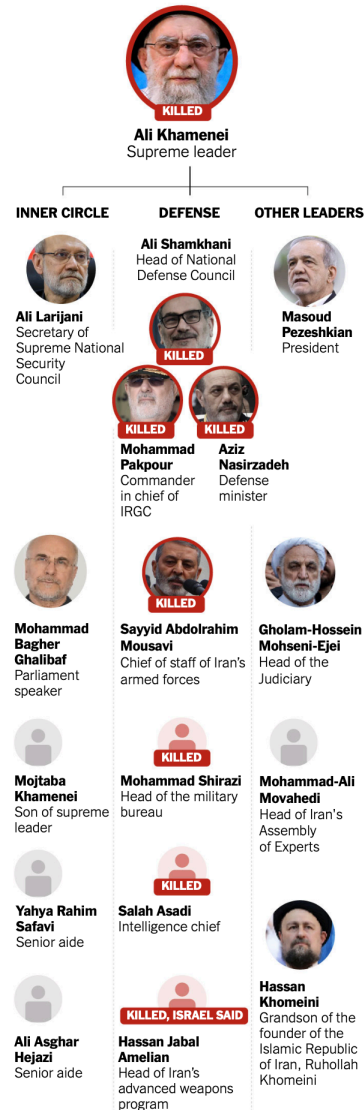 KILLED
Ali Khamenei
Supreme leader
INNER CIRCLE
Ali Larijani
Secretary of
Supreme National
Security
Council
Mohammad
Bagher
Ghalibaf
Parliament
speaker
Mojtaba
Khamenei
Son of supreme
leader
Yahya Rahim
Safavi
Senior aide
Ali Asghar
Hejazi
Senior aide
DEFENSE
Ali Shamkhani
Head of National
Defense Council
KILLED
KILLED
Mohammad
Pakpour
Commander
in chief of
IRGC
KILLED
Aziz
Nasirzadeh
Defense
minister
KILLED
Sayyid Abdolrahim
Mousavi
Chief of staff of Iran’s
armed forces
KILLED
Mohammad Shirazi
Head of the military
bureau
KILLED
Salah Asadi
Intelligence chief
KILLED, ISRAEL SAID
Hassan Jabal
Amelian
Head of Iran’s
advanced weapons
program
OTHER LEADERS
Masoud
Pezeshkian
President
Gholam-Hossein
Mohseni-Ejei
Head of the
Judiciary
Mohammad-Ali
Movahedi
Head of Iran's
Assembly
of Experts
Hassan
Khomeini
Grandson of the
founder of the
Islamic Republic
of Iran, Ruhollah
Khomeini